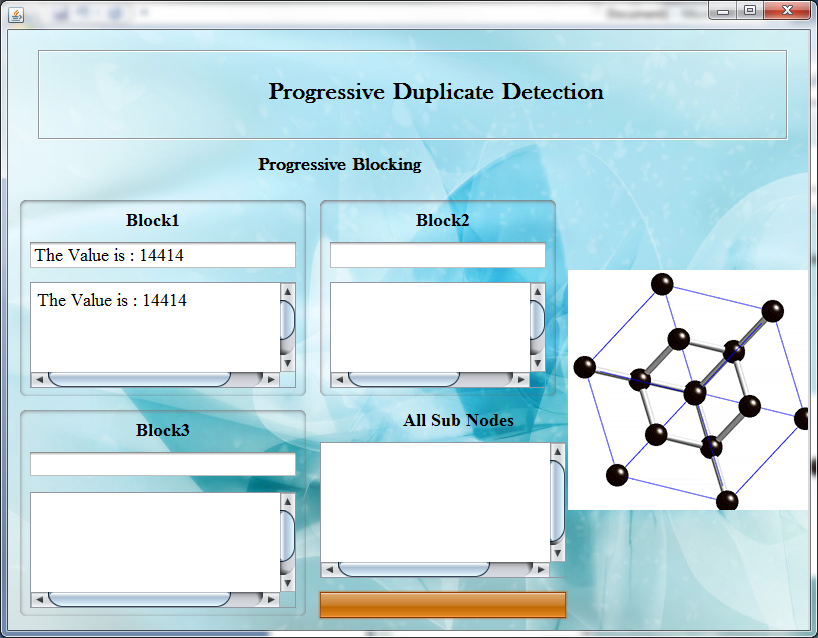 Progressive Duplicate Detection
Progressive Blocking
Block1
The Value is : 14414
The Value is : 14414
Block2
Block3
All Sub Nodes